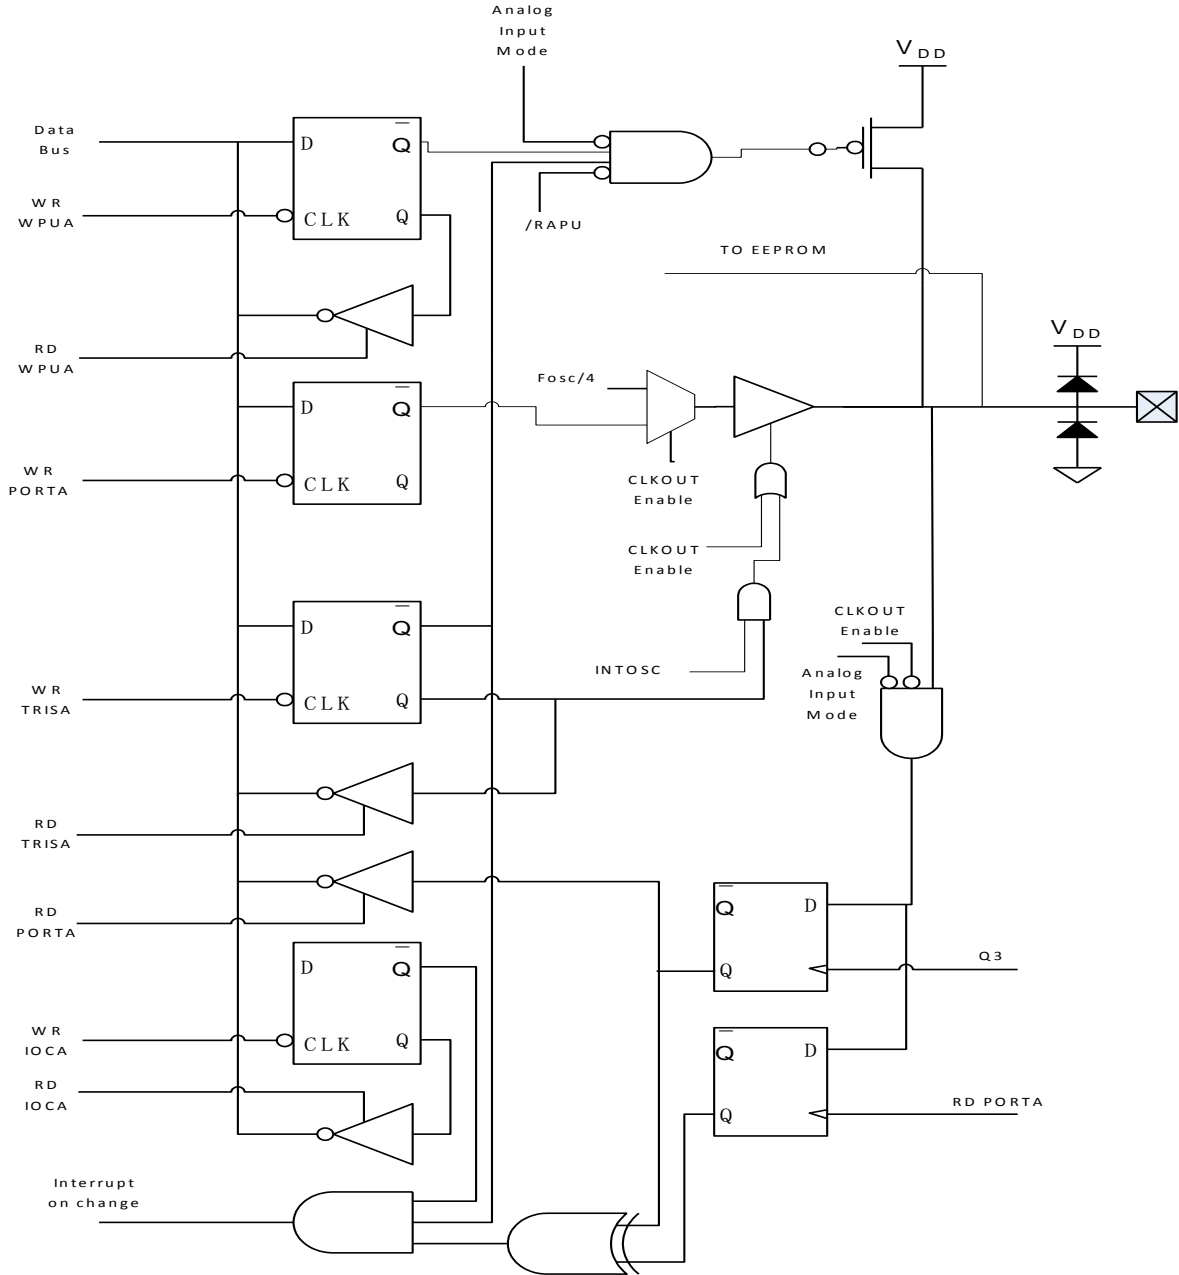 Analog
Input
Mode
VDD
Data
Bus
D
Q
WR
WPUA
CLK
Q
/RAPU
TO EEPROM
VDD
RD
WPUA
Fosc/4
D
Q
WR
PORTA
CLK
Q
CLKOUT
Enable
CLKOUT
Enable
CLKOUT
Enable
D
Q
INTOSC
Analog
Input
Mode
WR
TRISA
CLK
Q
RD
TRISA
RD
PORTA
Q
D
Q3
D
Q
Q
WR
IOCA
CLK
Q
Q
D
RD
IOCA
RD PORTA
Q
Interrupt
on change